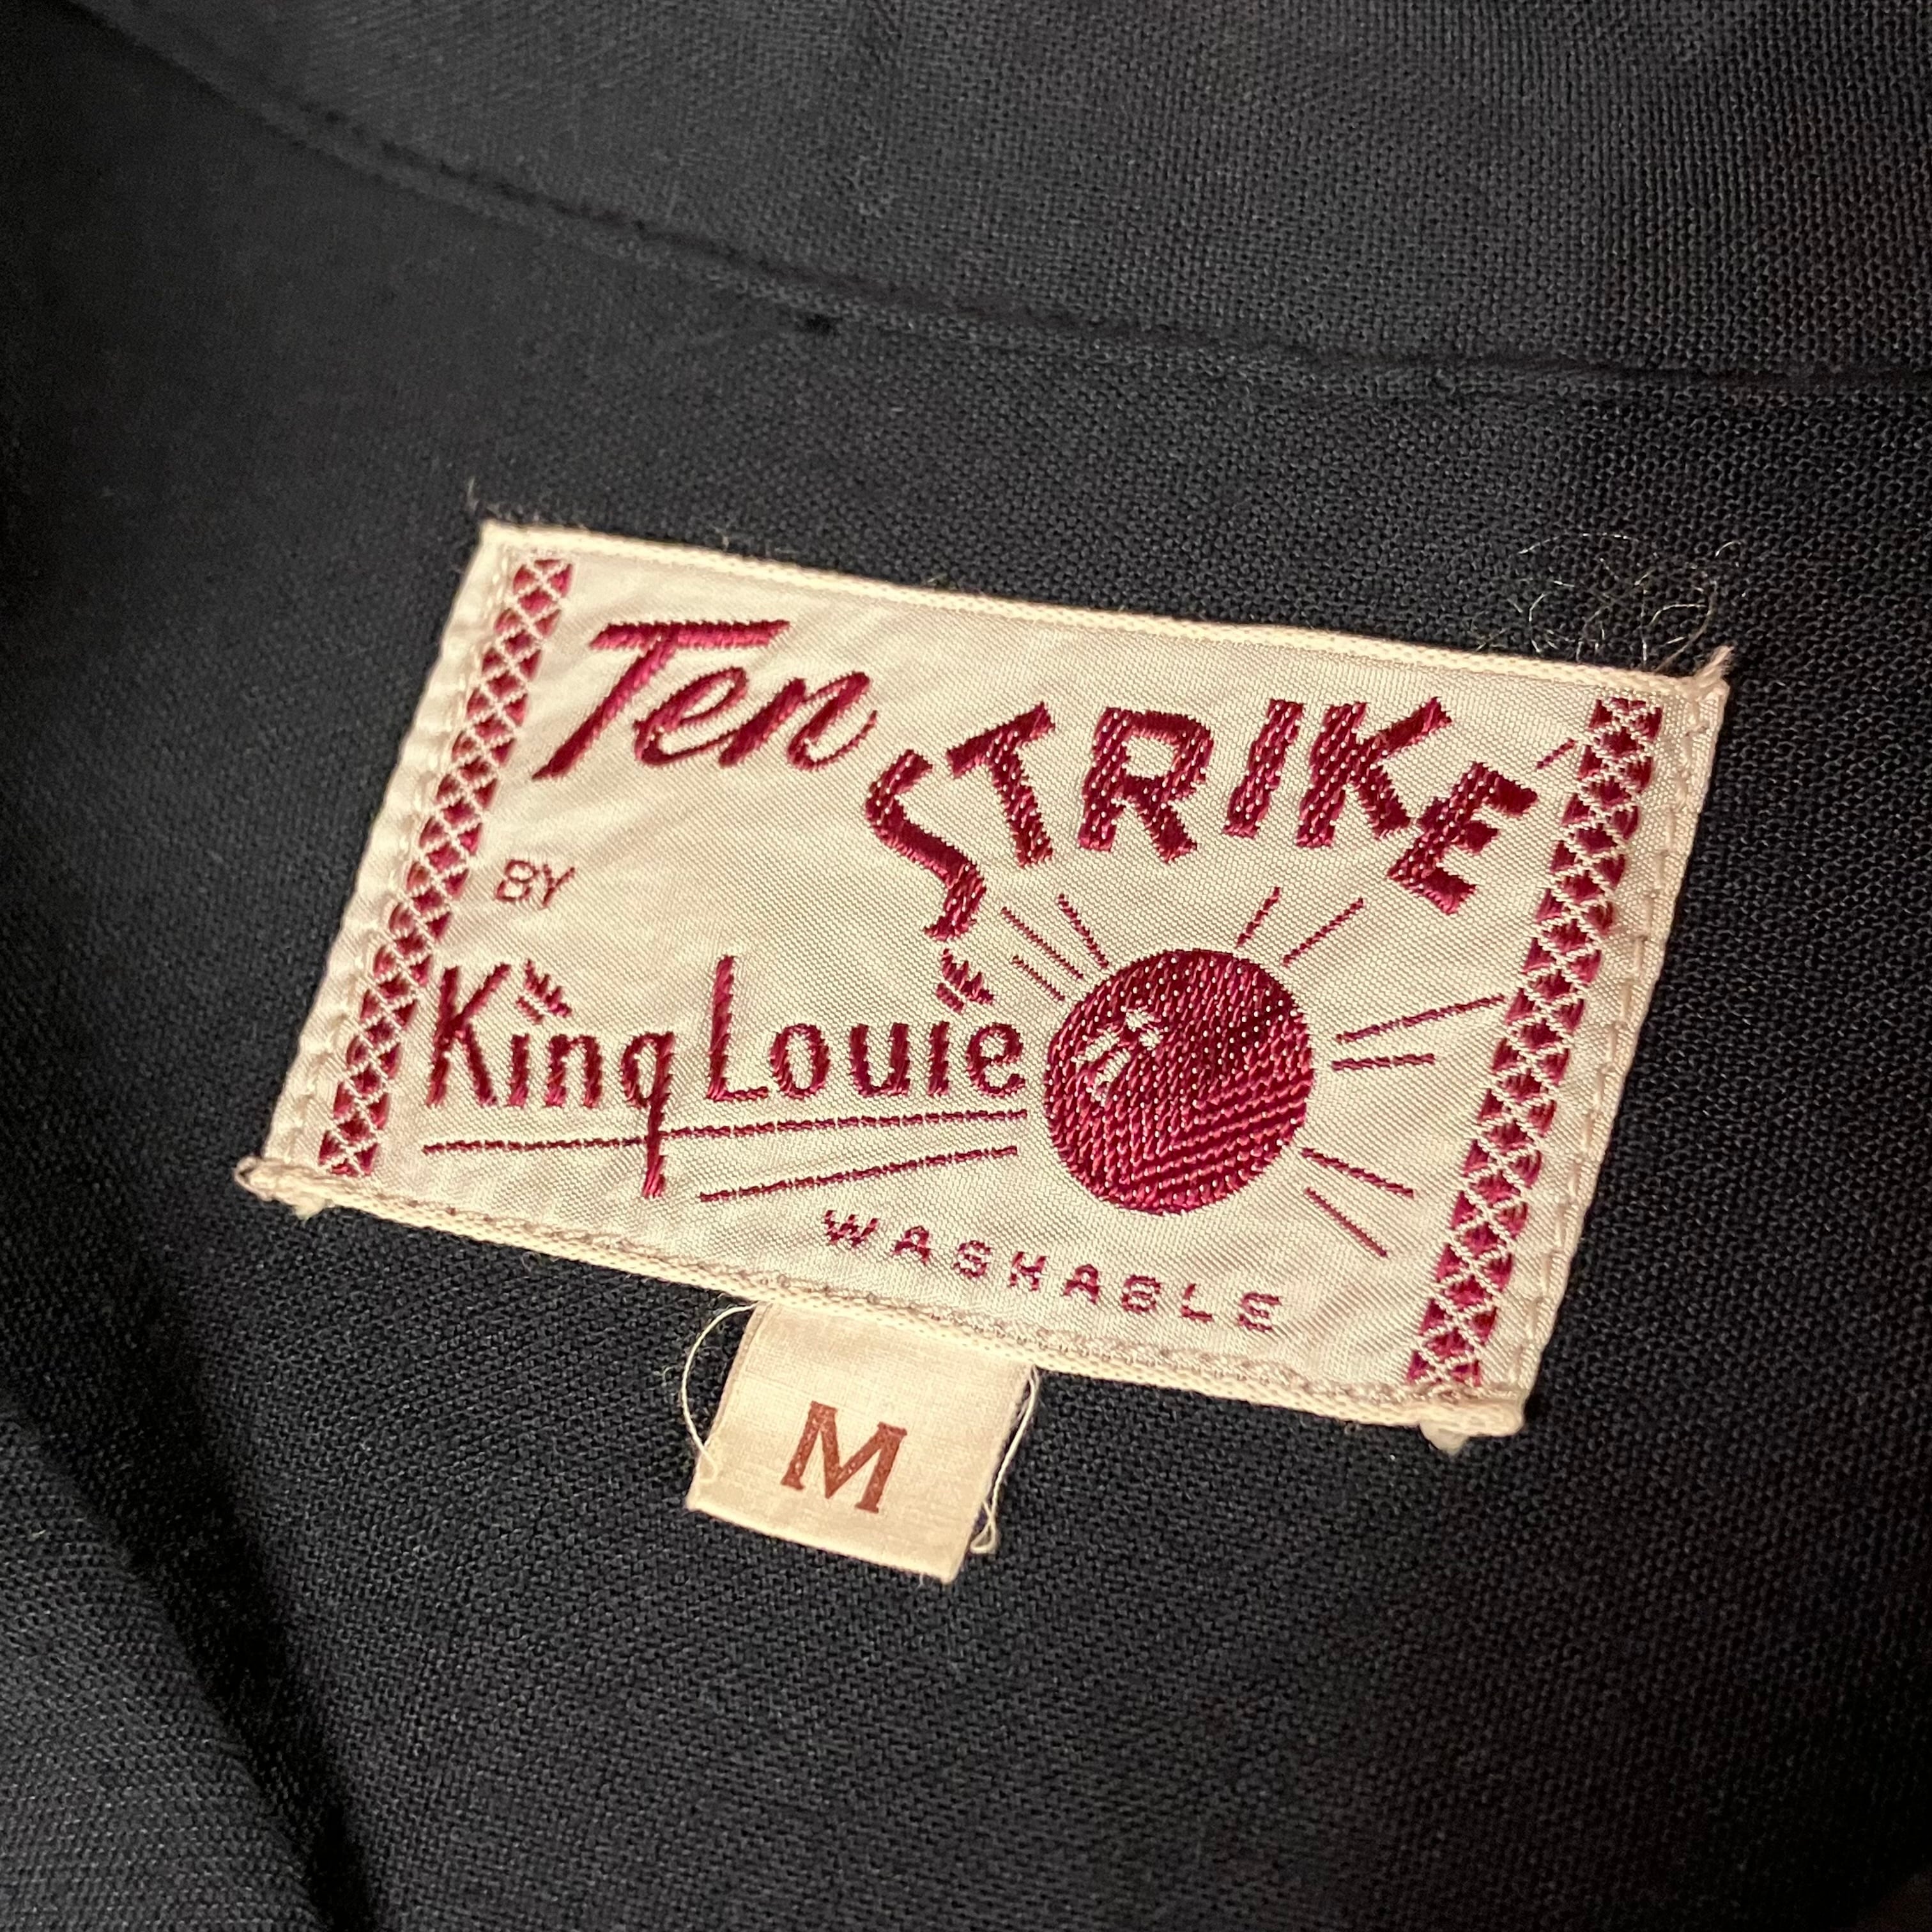 Ten STRIKE
BY
King Louie
WASHABLE
M